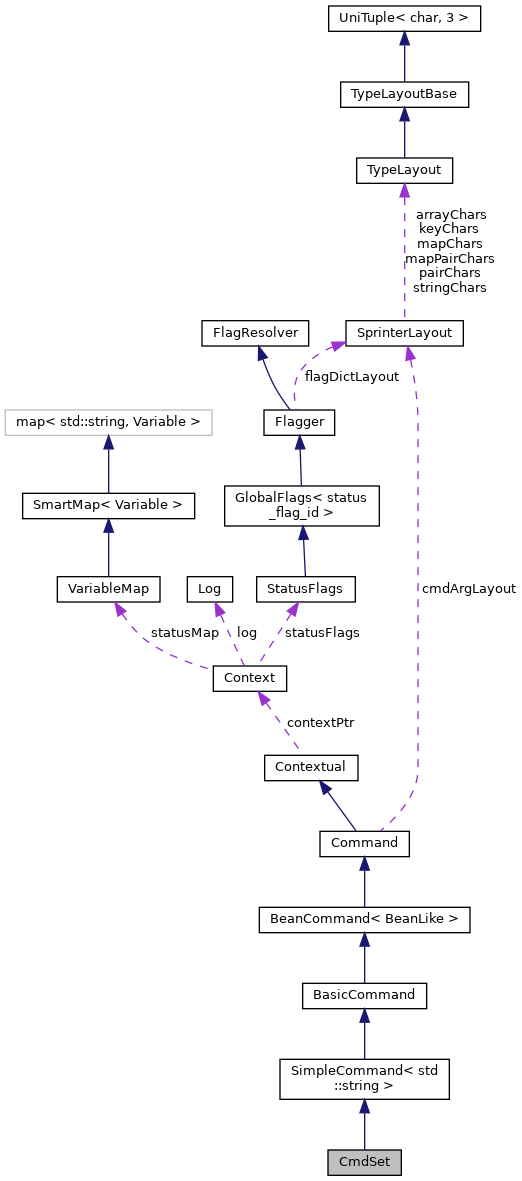 UniTuple< char, 3 >
TypeLayoutBase
TypeLayout
arrayChars
keyChars
mapChars
mapPairChars
pairChars
stringChars
FlagResolver
SprinterLayout
flagDictLayout
map< std::string, Variable >
Flagger
SmartMap< Variable >
GlobalFlags< status
_flag_id >
VariableMap
Log
StatusFlags
cmdArgLayout
statusMap
log
statusFlags
Context
contextPtr
Contextual
Command
BeanCommand< BeanLike >
BasicCommand
SimpleCommand< std
::string >
CmdSet